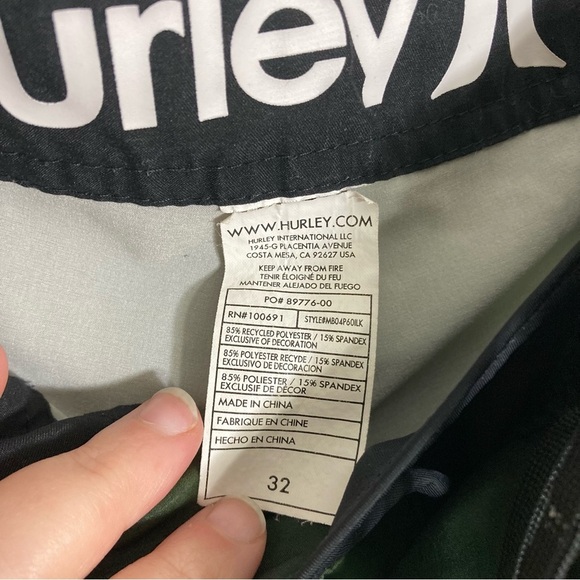 urley
WWW.HURLEY.COM
HURLEY INTERNATIONAL LLC
1945-G PLACENTIA AVENUE
COSTA MESA, CA 92627 USA
KEEP AWAY FROM FIRE
TENIR ÉLOIGNÉ DU FEU
MANTENER ALEJADO DEL FUEGO
PO# 89776-00
RN#100691 STYLE#MB04P60ILK
85% RECYCLED POLYESTER / 15% SPANDEX
EXCLUSIVE OF DECORATION
85% POLYESTER RECYDE / 15% SPANDEX
EXCLUSIVO DE DECORACION
85% POLIESTER / 15% SPANDEX
EXCLUSIF DE DÉCOR
MADE IN CHINA
FABRIQUE EN CHINE
HECHO EN CHINA
32